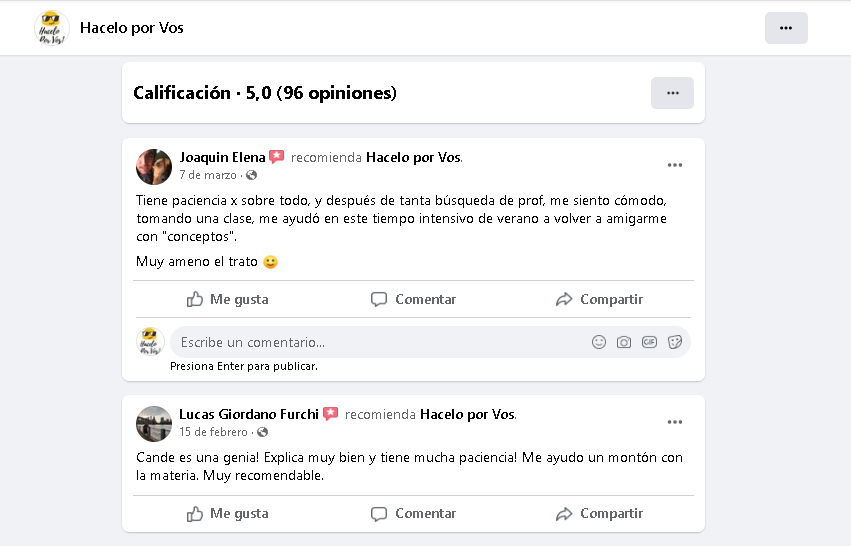 Hacelo por Vos
Calificación · 5,0 (96 opiniones)
Joaquin Elena recomienda Hacelo por Vos.
7 de marzo ·
Tiene paciencia x sobre todo, y después de tanta búsqueda de prof, me siento cómodo,
tomando una clase, me ayudó en este tiempo intensivo de verano a volver a amigarme
con "conceptos".
Muy ameno el trato
Me gusta Comentar Compartir
Hacelo Por Vos!
Escribe un comentario... GIF
Presiona Enter para publicar.
Lucas Giordano Furchi recomienda Hacelo por Vos.
15 de febrero ·
Cande es una genia! Explica muy bien y tiene mucha paciencia! Me ayudo un montón con
la materia. Muy recomendable.
Me gusta Comentar Compartir